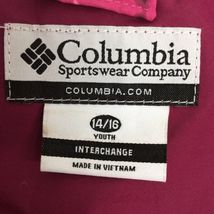 Columbia
Sportswear Company
COLUMBIA.COM
14/16
YOUTH
INTERCHANGE
MADE IN VIETNAM